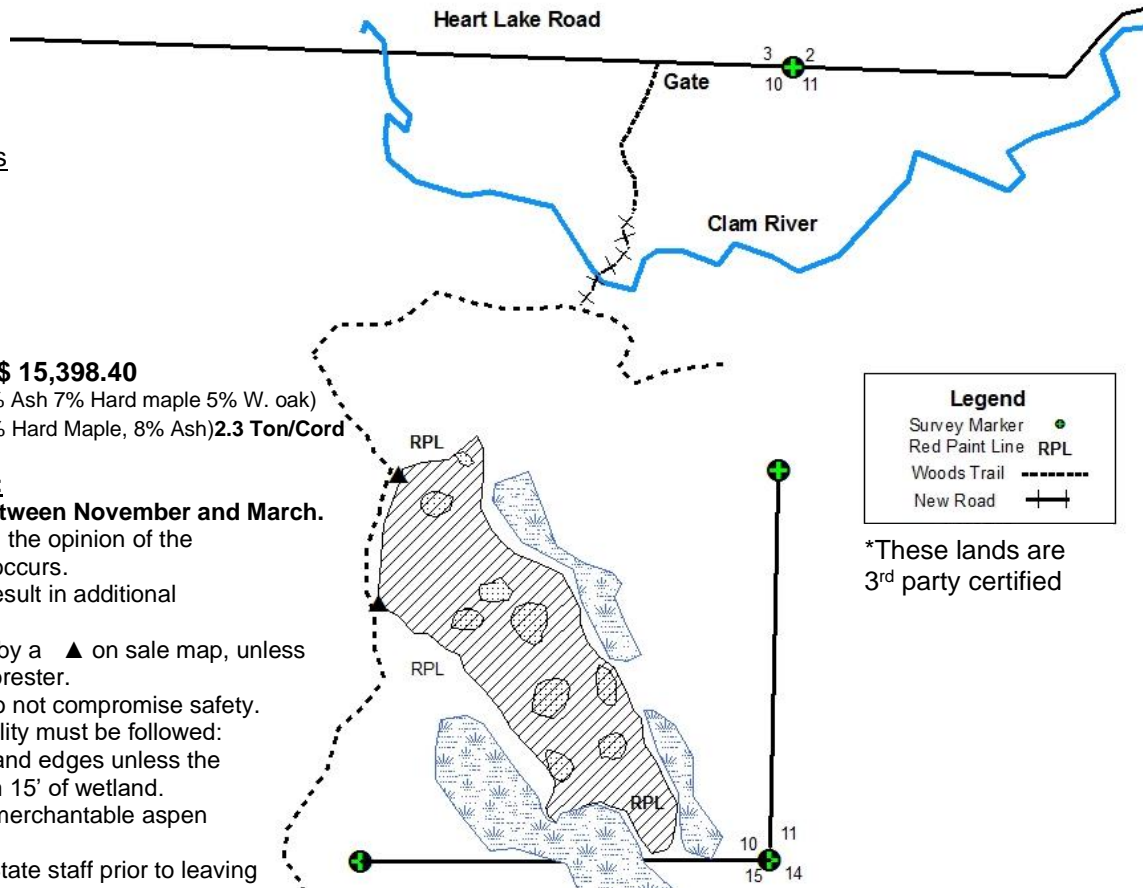 Heart Lake Road
3 2
Gate
10 11
s
Clam River
$ 15,398.40
% Ash 7% Hard maple 5% W. oak)
% Hard Maple, 8% Ash)2.3 Ton/Cord
RPL
:
tween November and March.
the opinion of the
occurs.
esult in additional
by a ▲ on sale map, unless
orester.
o not compromise safety.
RPL
lity must be followed:
and edges unless the
n 15' of wetland.
merchantable aspen
RPL
tate staff prior to leaving
10 11
15 14
Legend
Survey Marker
Red Paint Line RPL
Woods Trail
New Road
*These lands are
3rd party certified